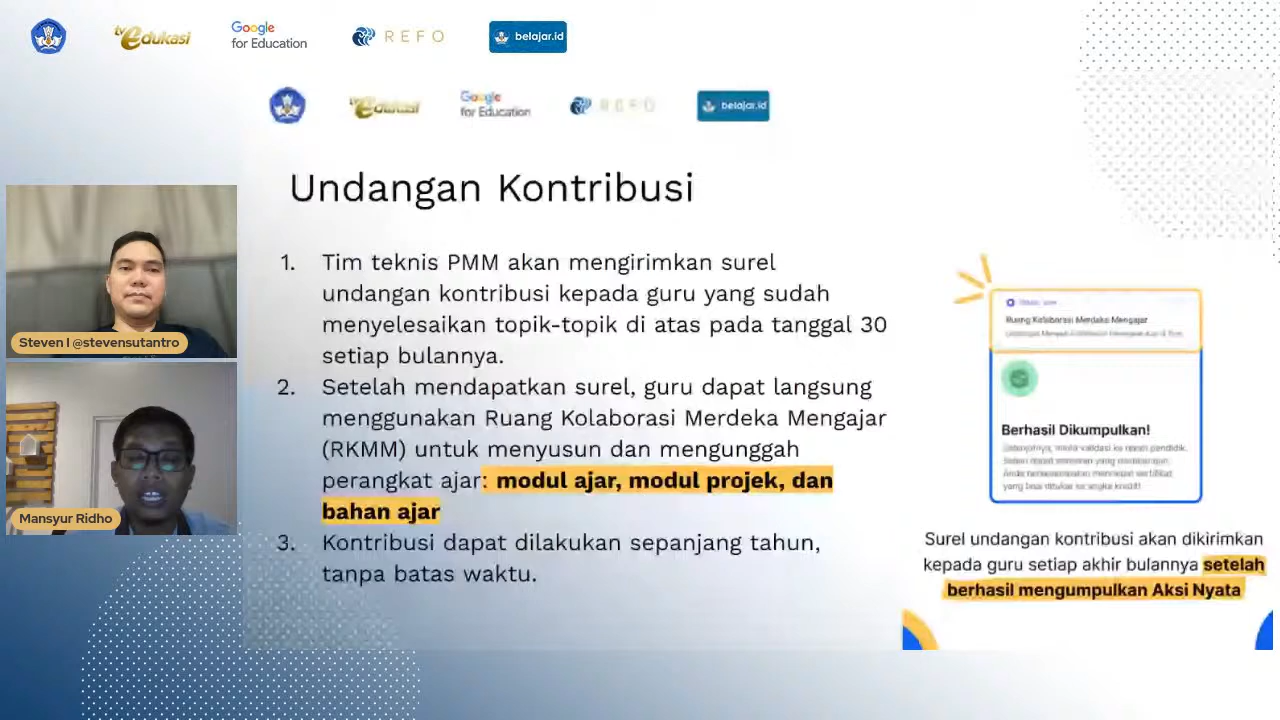 tv edukasi
Google
for Education
REFO
belajar.id
tv edukasi
Google
for Education
REFO
belajar.id
Undangan Kontribusi
1. Tim teknis PMM akan mengirimkan surel
undangan kontribusi kepada guru yang sudah
menyelesaikan topik-topik di atas pada tanggal 30
setiap bulannya.
2. Setelah mendapatkan surel, guru dapat langsung
menggunakan Ruang Kolaborasi Merdeka Mengajar
(RKMM) untuk menyusun dan mengunggah
perangkat ajar: modul ajar, modul projek, dan
bahan ajar
3. Kontribusi dapat dilakukan sepanjang tahun,
tanpa batas waktu.
Steven I @stevensutantro
Mansyur Ridho
Ruang Kolaborasi Merdeka Mengajar
Berhasil Dikumpulkan!
Surel undangan kontribusi akan dikirimkan
kepada guru setiap akhir bulannya setelah
berhasil mengumpulkan Aksi Nyata